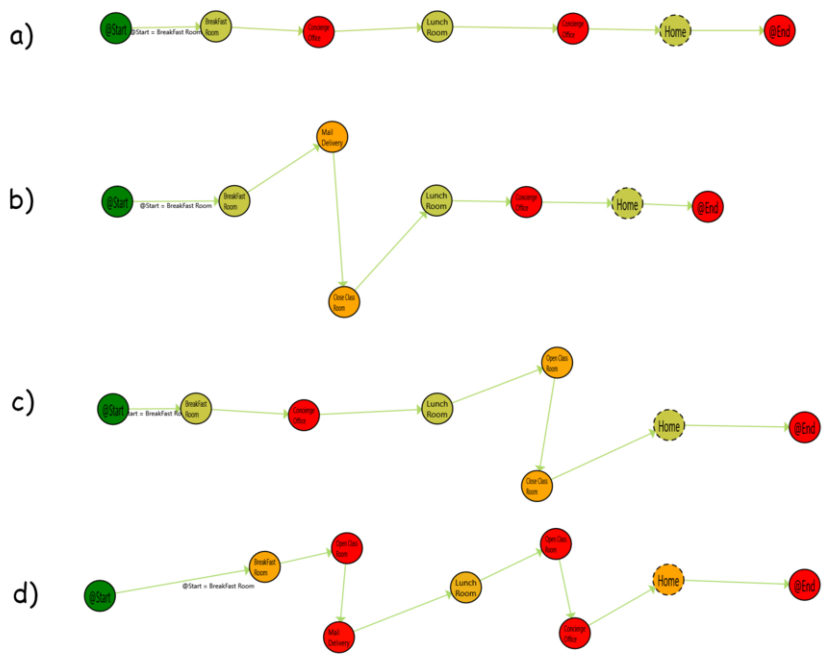 a)
@Start
@Start = BreakFast Room
BreakFast
Room
Concierge
Office
Lunch
Room
Concierge
Office
Home
@End
b)
@Start
@Start = BreakFast Room
BreakFast
Room
Mail
Delivery
Close Class
Room
Lunch
Room
Concierge
Office
Home
@End
c)
@Start
tart = BreakFast Ro
BreakFast
Room
Concierge
Office
Lunch
Room
Open Class
Room
Close Class
Room
Home
@End
d)
@Start
@Start = BreakFast Room
BreakFast
Room
Open Class
Room
Mail
Delivery
Lunch
Room
Open Class
Room
Concierge
Office
Home
@End